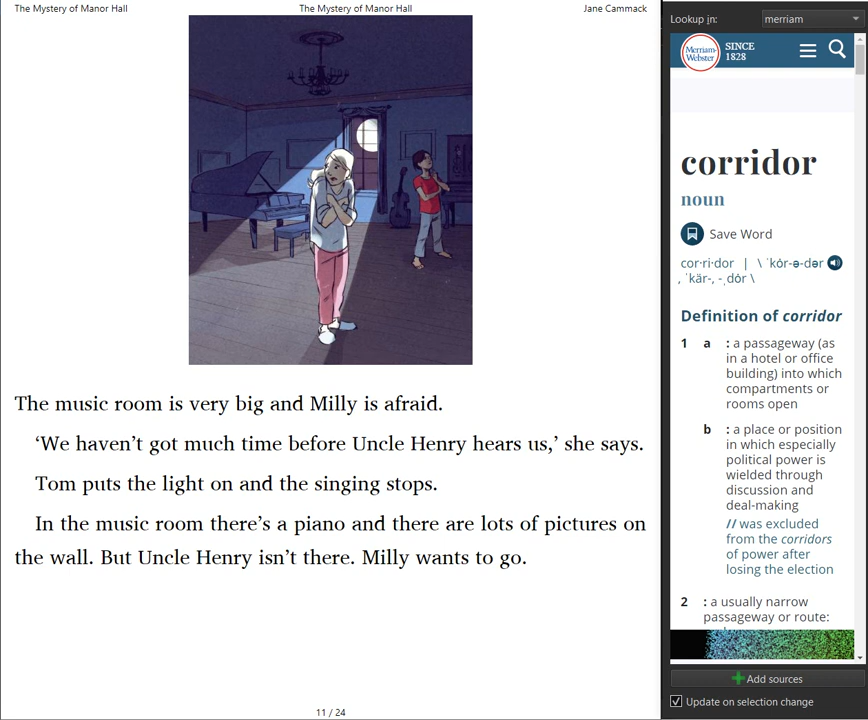 The Mystery of Manor Hall
The Mystery of Manor Hall
Jane Cammack
The music room is very big and Milly is afraid.
‘We haven’t got much time before Uncle Henry hears us,’ she says.
Tom puts the light on and the singing stops.
In the music room there’s a piano and there are lots of pictures on
the wall. But Uncle Henry isn’t there. Milly wants to go.
11 / 24
Lookup in:
merriam
Merriam-
Webster
SINCE
1828
corridor
noun
Save Word
cor·​ri·​dor | \ ˈkȯr-ə-dər
, ˈkär-, -ˌdȯr \
Definition of corridor
1 a : a passageway (as
in a hotel or office
building) into which
compartments or
rooms open
b : a place or position
in which especially
political power is
wielded through
discussion and
deal-making
// was excluded
from the corridors
of power after
losing the election
2 : a usually narrow
passageway or route:
Add sources
Update on selection change